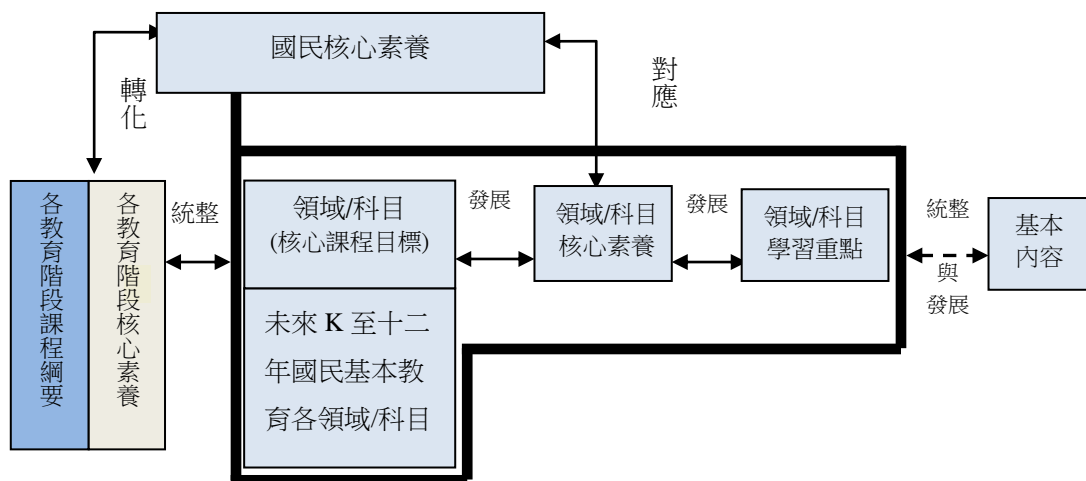 國民核心素養
轉化
對應
各教育階段課程綱要
各教育階段核心素養
統整
領域/科目
(核心課程目標)
發展
領域/科目
核心素養
發展
領域/科目
學習重點
統整
與
發展
基本
內容
未來 K 至十二
年國民基本教
育各領域/科目